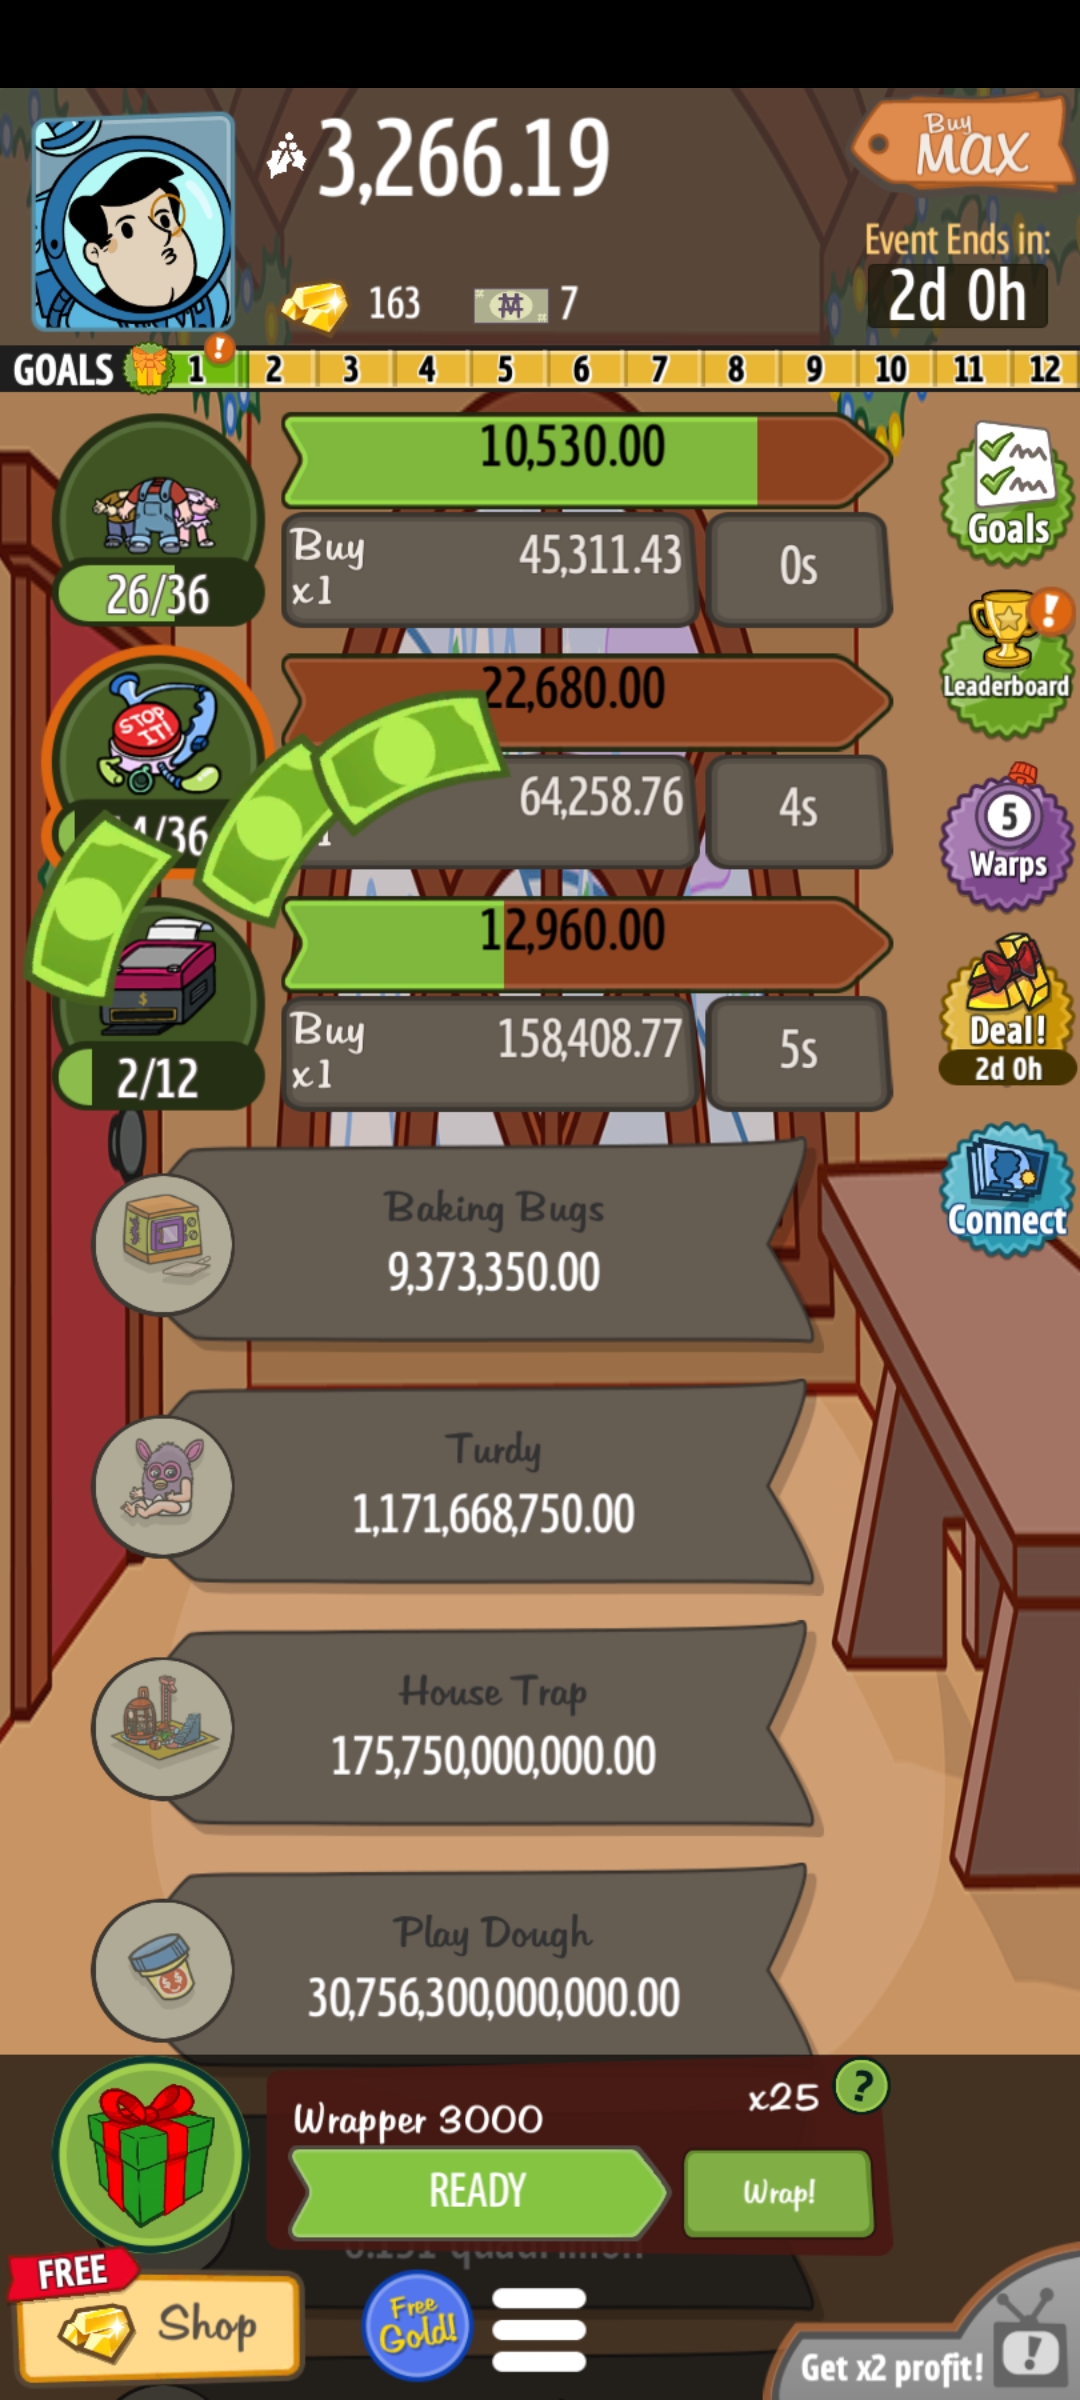 3,266.19
Buy
MAX
Event Ends in:
2d 0h
163
7
GOALS 1 ! 2 3 4 5 6 7 8 9 10 11 12
10,530.00
Buy
x1
45,311.43
0s
26/36
Goals
22,680.00
STOP
IT!
64,258.76
4s
/36
!
Leaderboard
5
Warps
12,960.00
Buy
x1
158,408.77
5s
$
2/12
Deal!
2d 0h
Connect
Baking Bugs
9,373,350.00
Turdy
1,171,668,750.00
House Trap
175,750,000,000.00
Play Dough
30,756,300,000,000.00
Wrapper 3000
x25
?
READY
Wrap!
FREE
Shop
Free
Gold!
Get x2 profit!
!